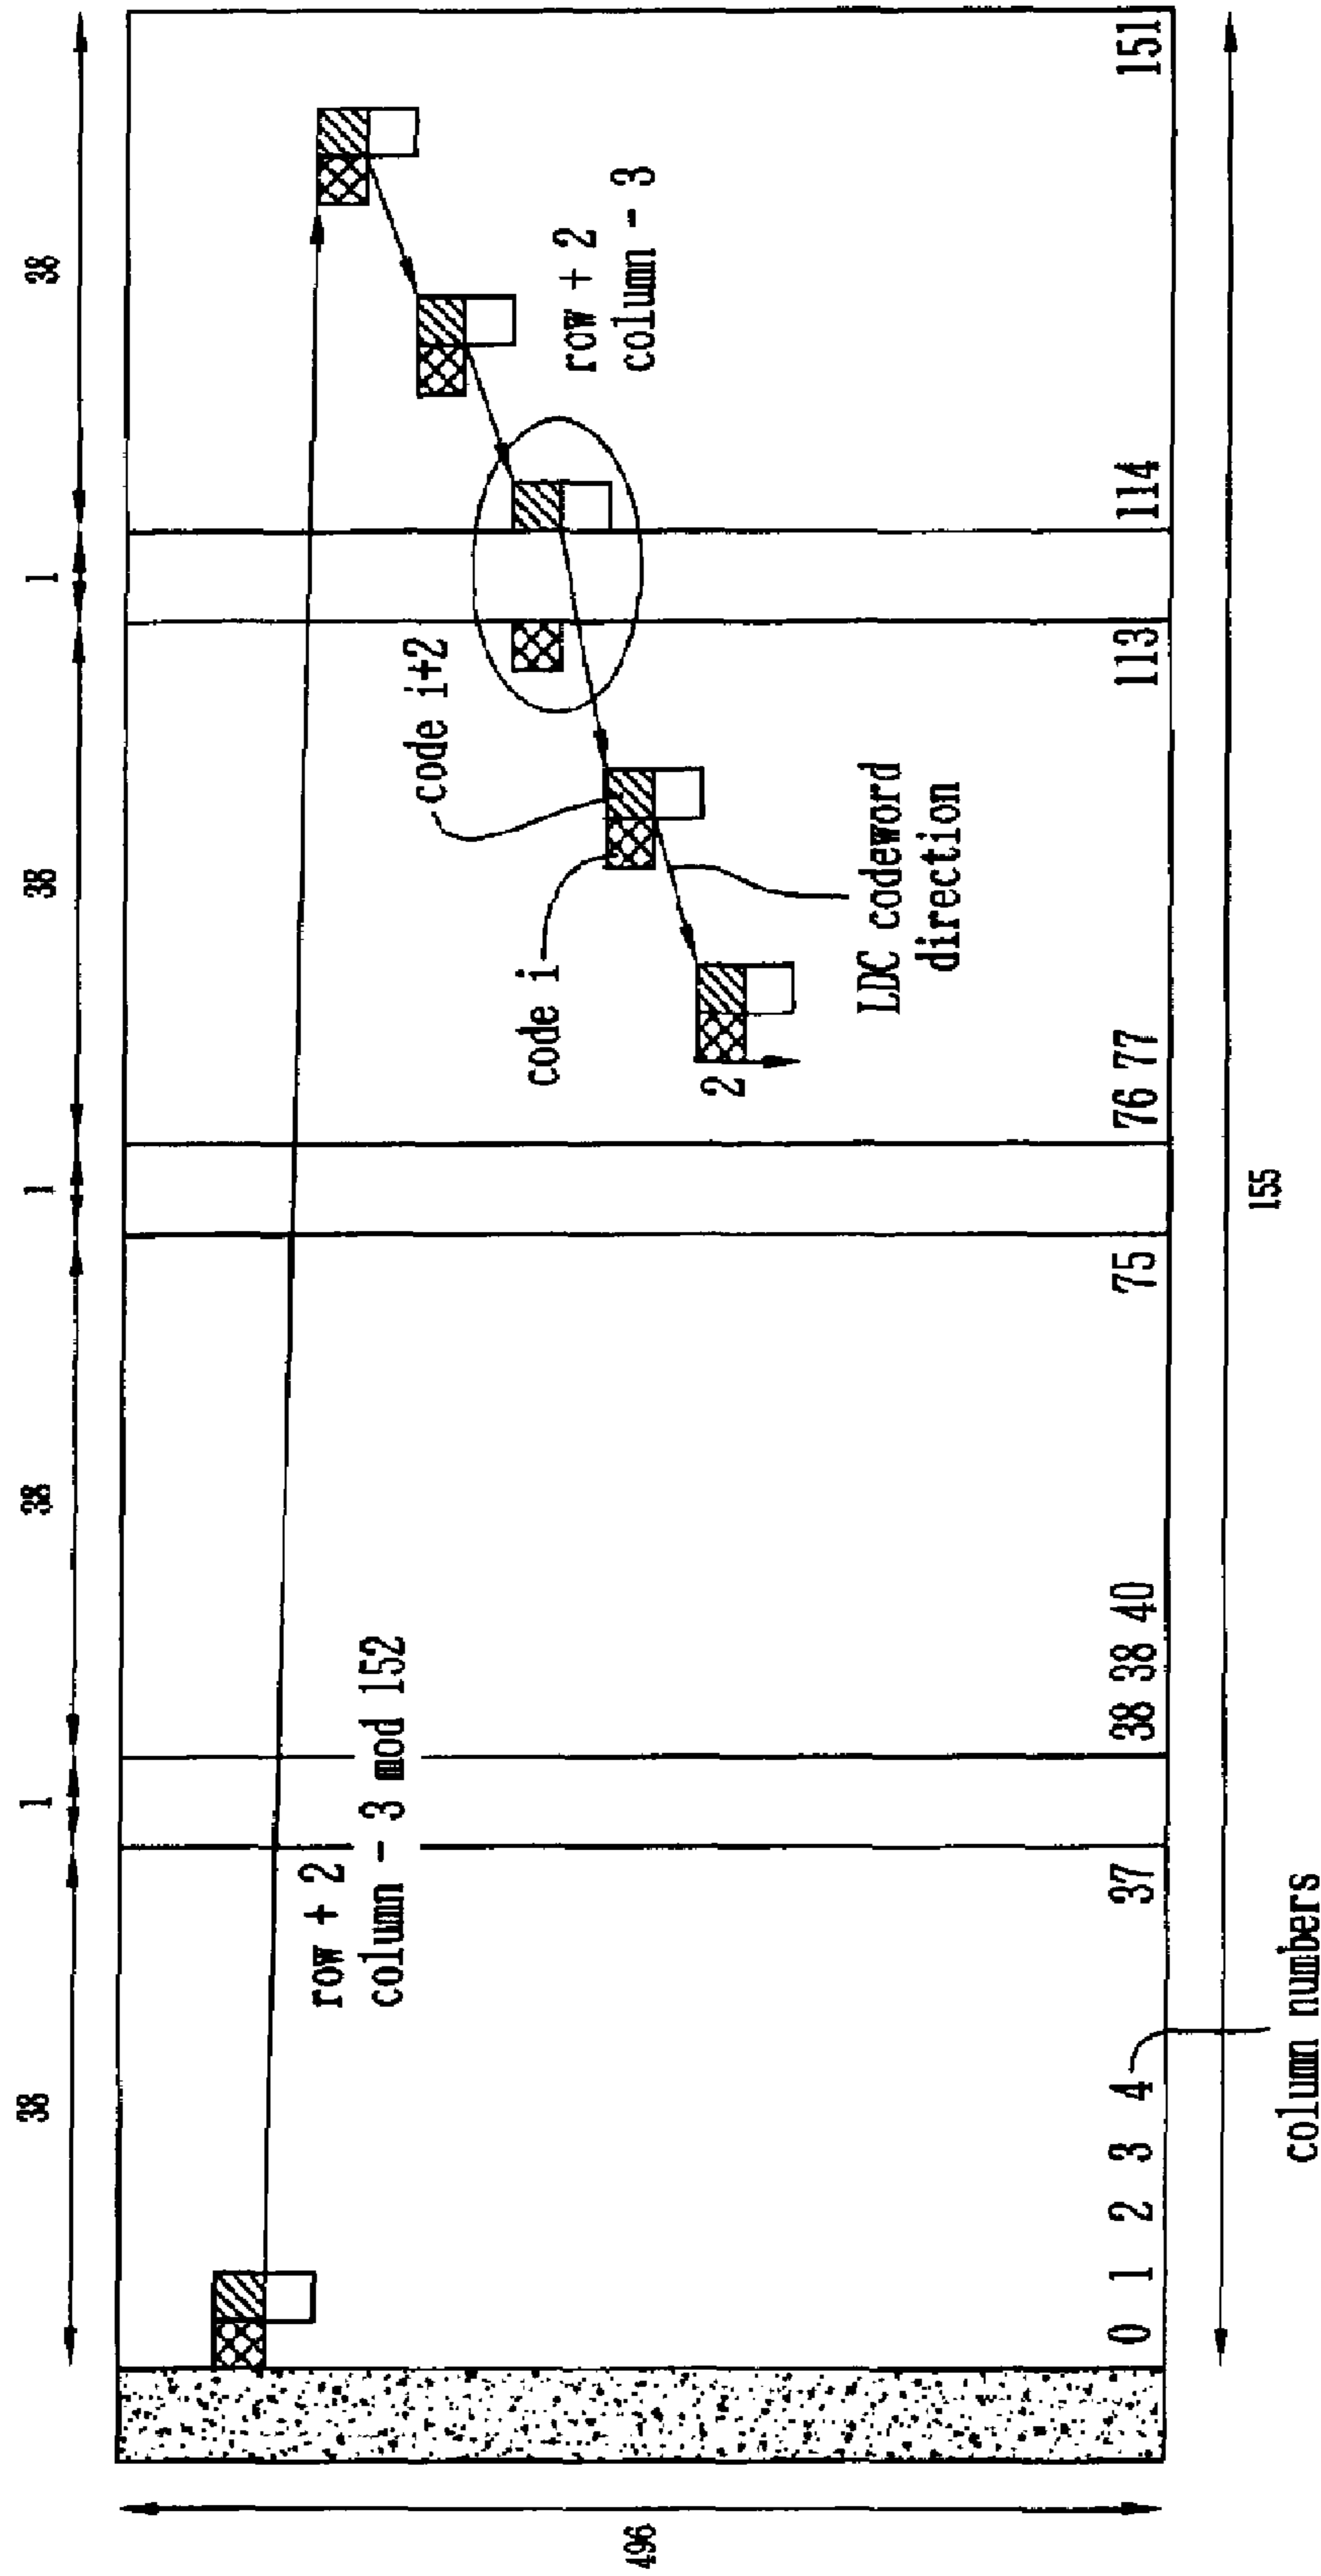 38
1
38
1
38
1
38
row + 2
column - 3 mod 152
code i
code i+2
row + 2
column - 3
2
LDC codeword
direction
0 1 2 3 4
37
38 38 40
75
76 77
113
114
151
column numbers
155
496